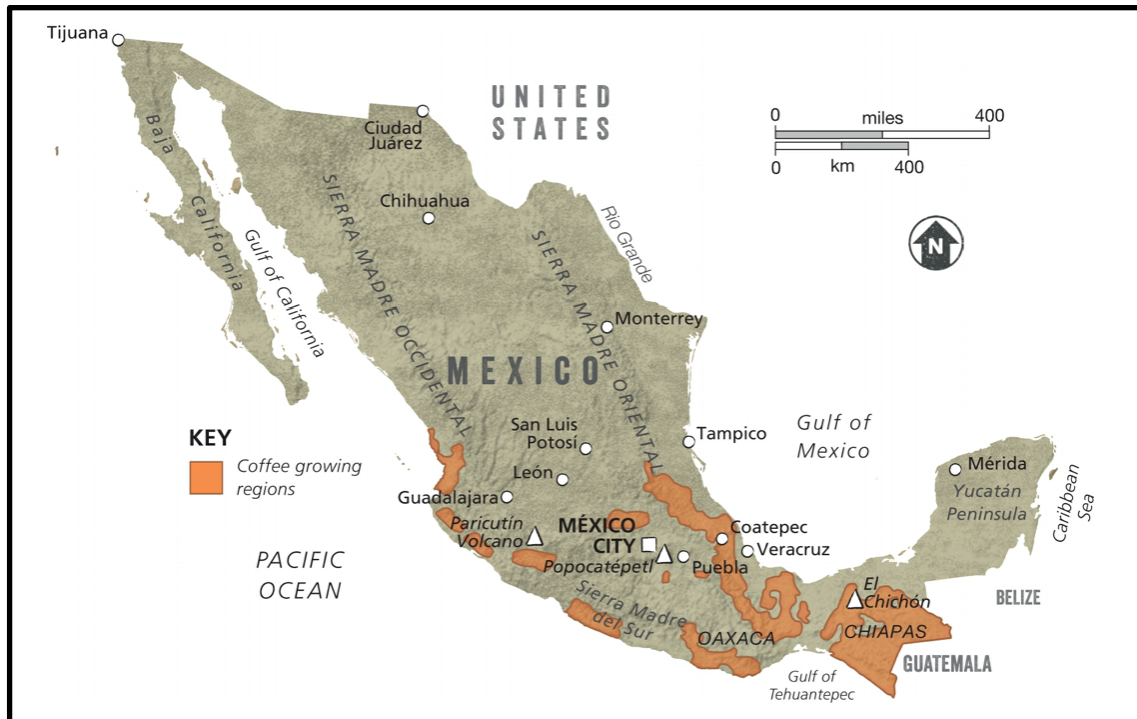 Tijuana
UNITED
STATES
0 miles 400
0 km 400
Ciudad
Juárez
Baja
California
Chihuahua
SIERRA MADRE OCCIDENTAL
SIERRA MADRE ORIENTAL
Rio Grande
N
Gulf of California
Monterrey
MEXICO
San Luis
Potosí
Tampico
Gulf of
Mexico
KEY
Coffee growing
regions
León
Guadalajara
Mérida
Yucatán
Peninsula
Caribbean
Sea
Paricutín
Volcano
MÉXICO
CITY
Coatepec
Veracruz
Popocatépetl
Puebla
PACIFIC
OCEAN
Sierra Madre
del Sur
OAXACA
El
Chichón
CHIAPAS
BELIZE
GUATEMALA
Gulf of
Tehuantepec